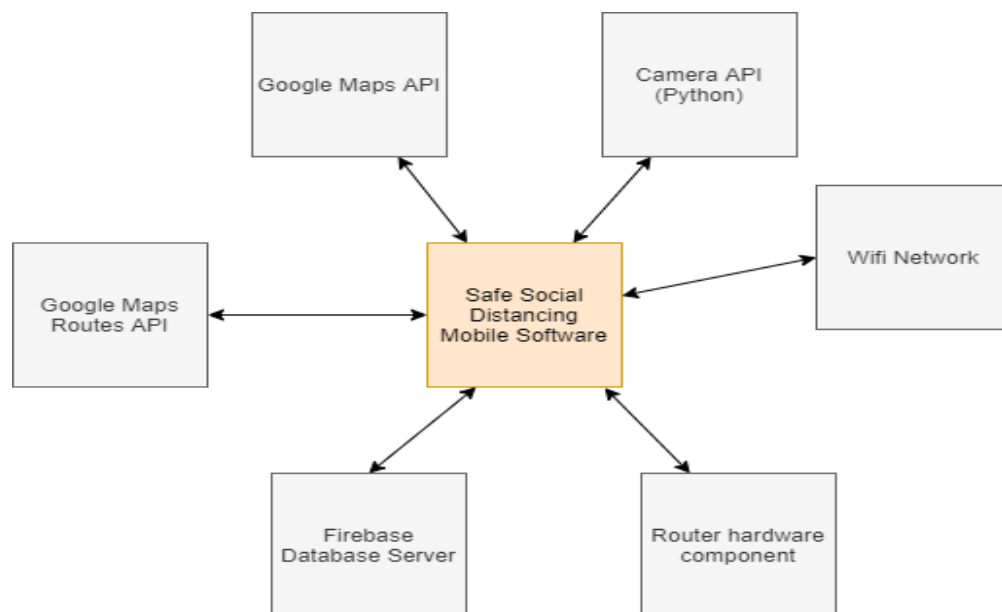 Google Maps API
Camera API
(Python)
Wifi Network
Google Maps
Routes API
Safe Social
Distancing
Mobile Software
Firebase
Database Server
Router hardware
component